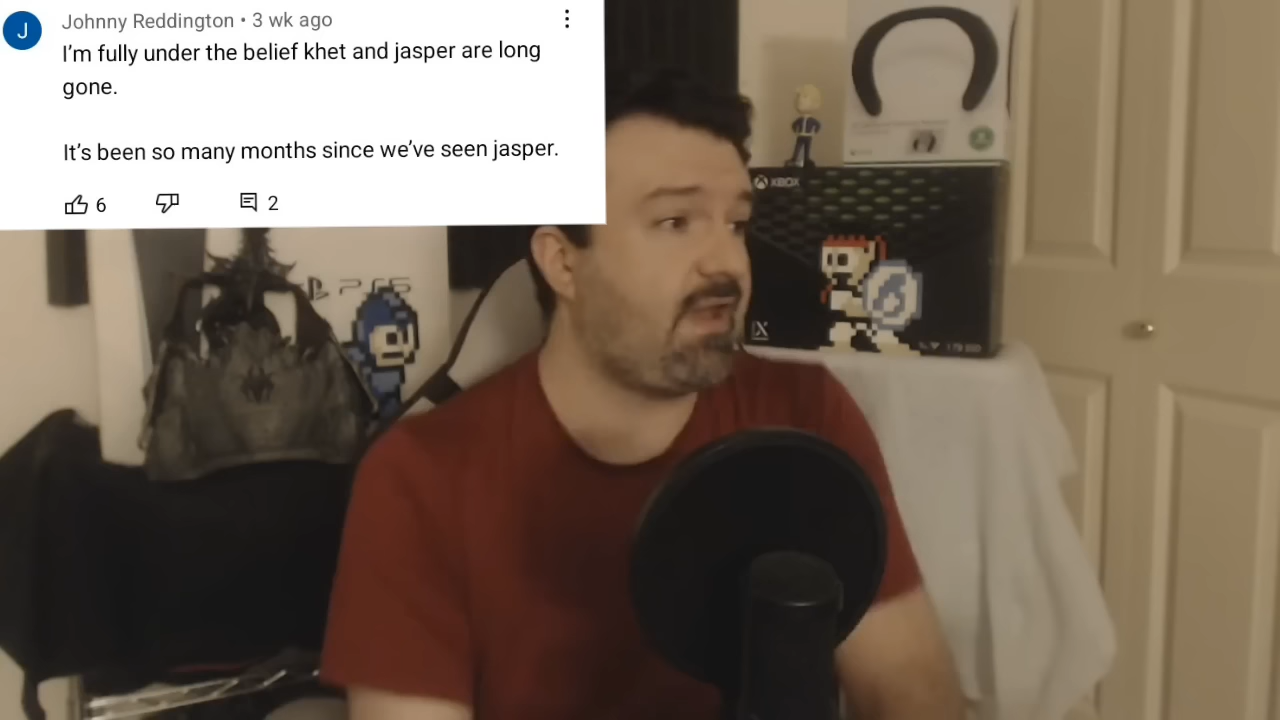 J
Johnny Reddington • 3 wk ago
I'm fully under the belief khet and jasper are long
gone.
It's been so many months since we've seen jasper.
6
2
XBOX
PS5
X